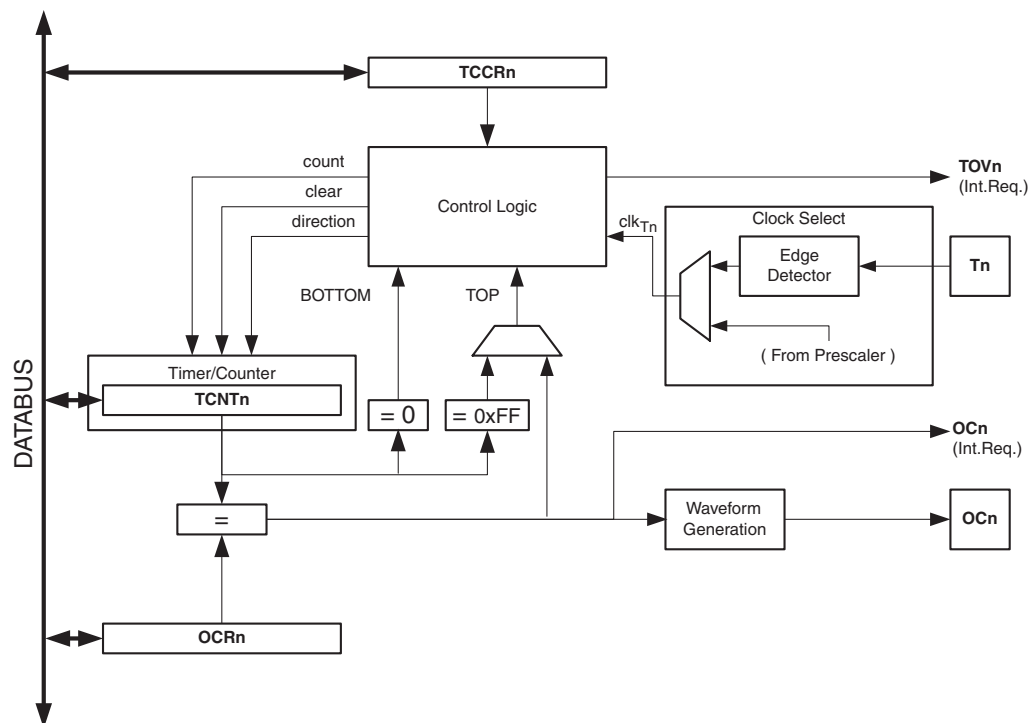 TCCRn
count
clear
direction
Control Logic
TOVn
(Int.Req.)
clkTn
Clock Select
Edge
Detector
Tn
( From Prescaler )
BOTTOM
TOP
DATABUS
Timer/Counter
TCNTn
= 0
= 0xFF
OCn
(Int.Req.)
=
Waveform
Generation
OCn
OCRn